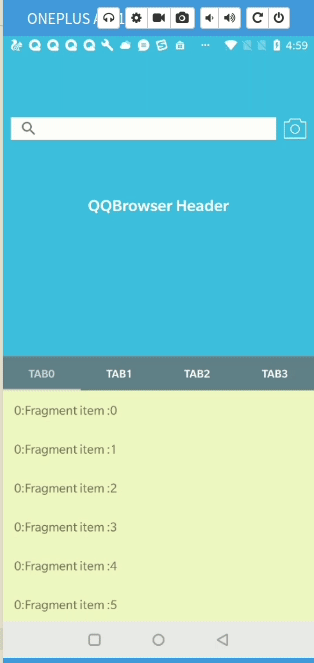 ONEPLUS A
1
4:59
QQBrowser Header
TAB0 TAB1 TAB2 TAB3
0:Fragment item :0
0:Fragment item :1
0:Fragment item :2
0:Fragment item :3
0:Fragment item :4
0:Fragment item :5